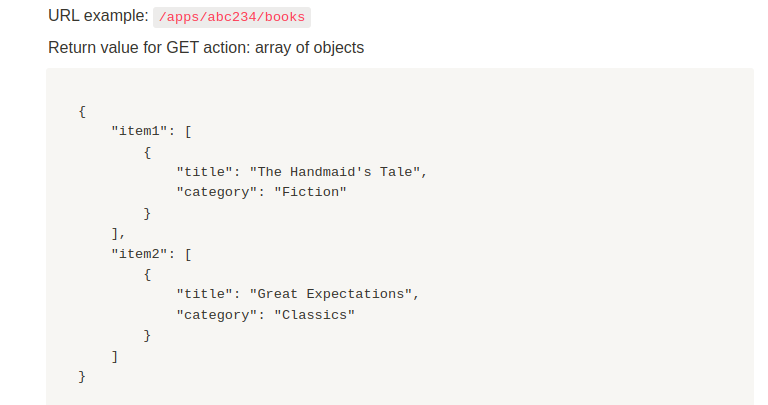 URL example: /apps/abc234/books
Return value for GET action: array of objects
{
    "item1": [
        {
            "title": "The Handmaid's Tale",
            "category": "Fiction"
        }
    ],
    "item2": [
        {
            "title": "Great Expectations",
            "category": "Classics"
        }
    ]
}